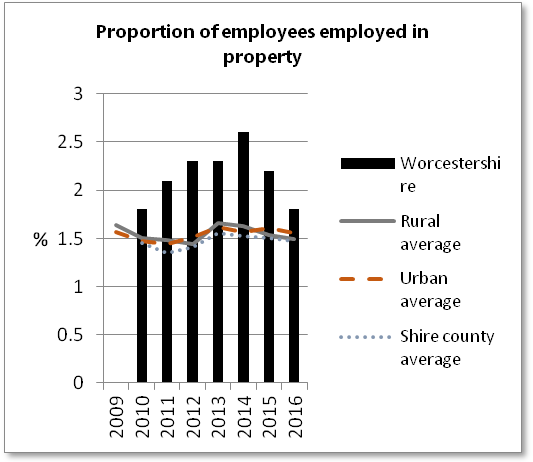 Proportion of employees employed in
property
3
2.5
2
1.5
1
0.5
0
%
2009
2010
2011
2012
2013
2014
2015
2016
Worcestershi
re
Rural
average
Urban
average
Shire county
average